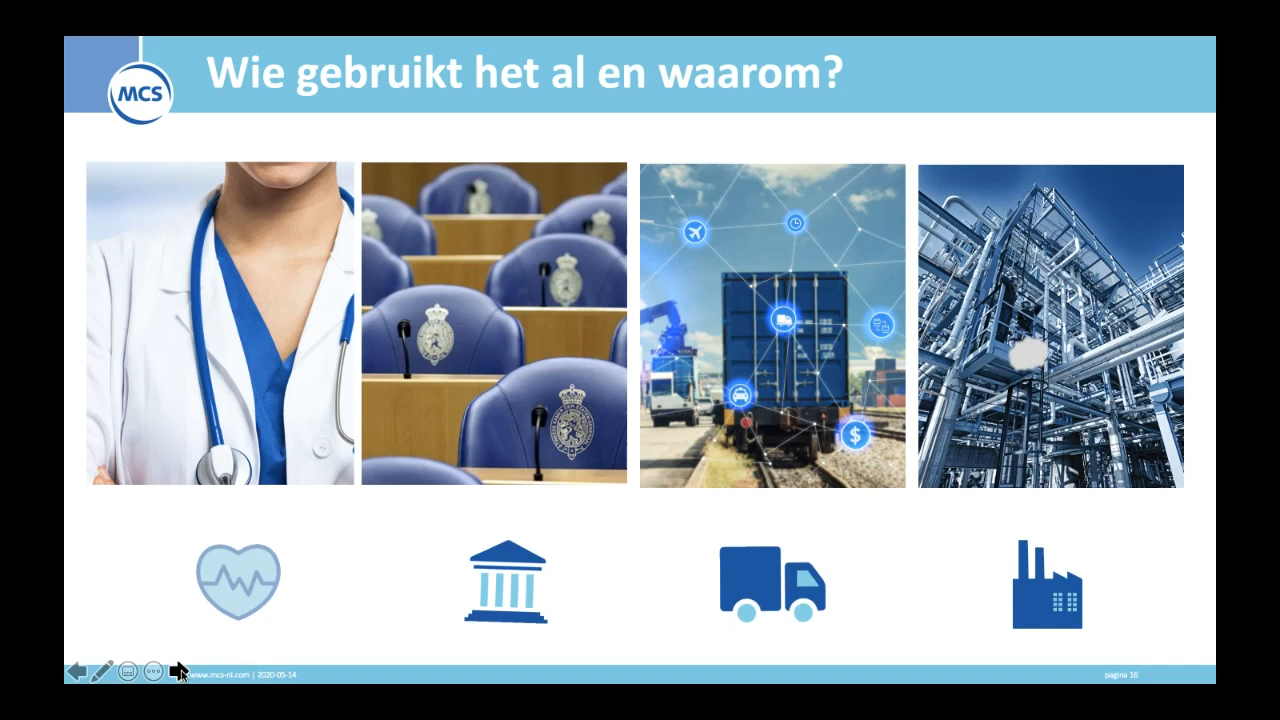 Wie gebruikt het al en waarom?
MCS
www.mcs-nl.com | 2020-05-14
pagina 16